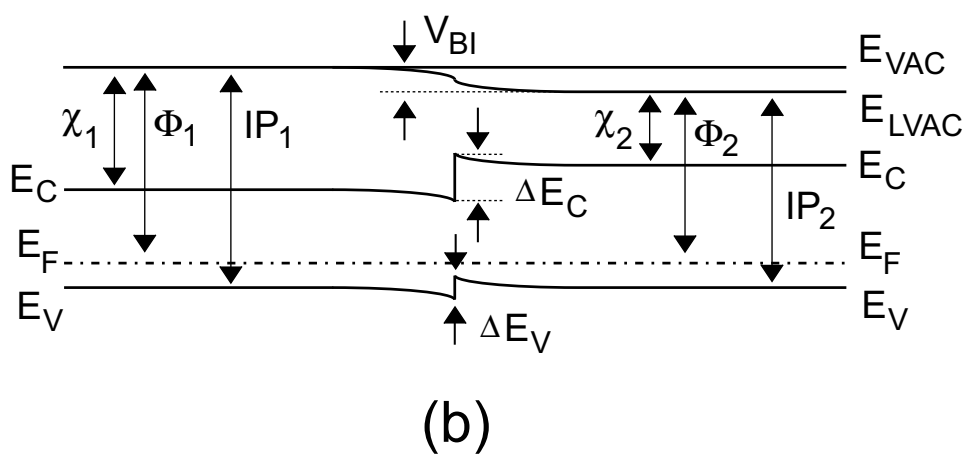 V_BI
E_VAC
χ_1 Φ_1 IP_1 χ_2 Φ_2 E_LVAC
E_C ΔE_C IP_2 E_C
E_F E_F
E_V ΔE_V E_V
(b)